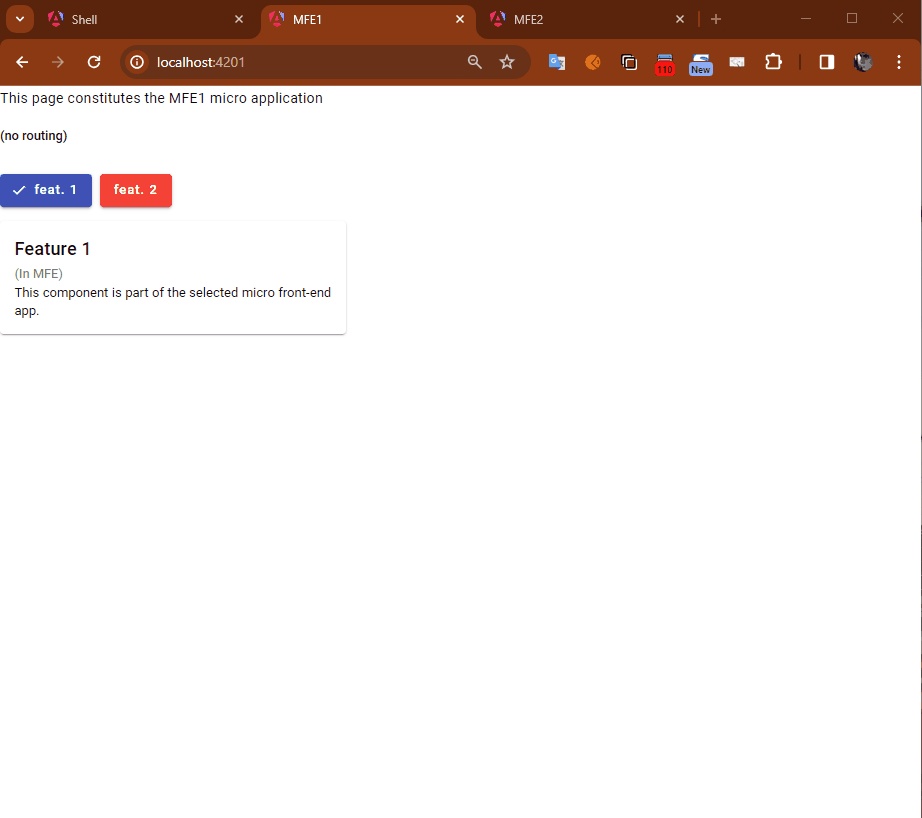 Shell
MFE1
MFE2
localhost:4201
110
New
This page constitutes the MFE1 micro application
(no routing)
feat. 1
feat. 2
Feature 1
(In MFE)
This component is part of the selected micro front-end
app.